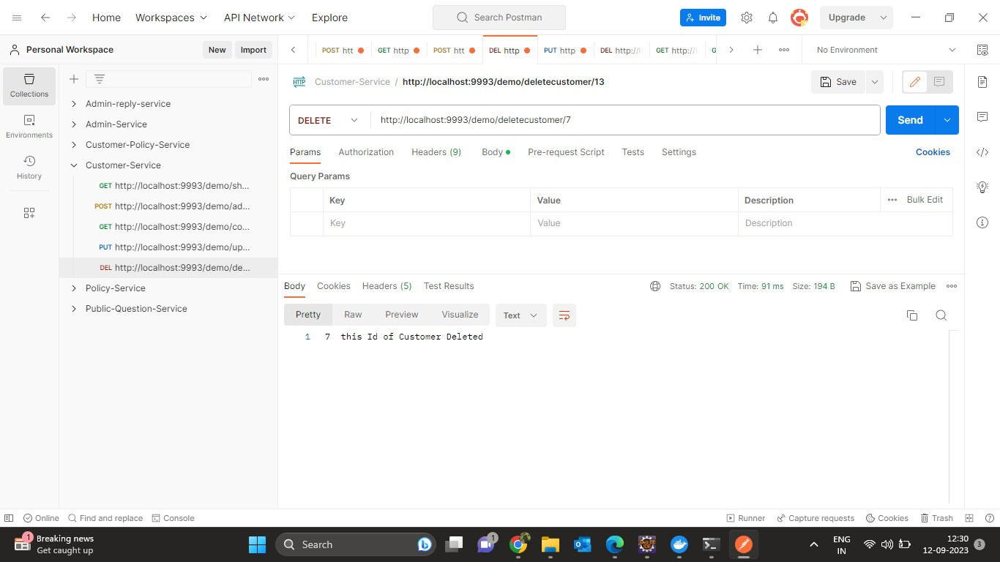 Home Workspaces API Network Explore Search Postman Invite Upgrade
Personal Workspace New Import POST htt GET http POST htt DEL http PUT http DEL http:// GET http:// G No Environment
Collections
Environments
History
Admin-reply-service
Admin-Service
Customer-Policy-Service
Customer-Service
GET http://localhost:9993/demo/sh...
POST http://localhost:9993/demo/ad...
GET http://localhost:9993/demo/co...
PUT http://localhost:9993/demo/up...
DEL http://localhost:9993/demo/de...
Policy-Service
Public-Question-Service
HTTP Customer-Service / http://localhost:9993/demo/deletecustomer/13 Save
DELETE http://localhost:9993/demo/deletecustomer/7 Send
Params Authorization Headers (9) Body Pre-request Script Tests Settings Cookies
Query Params
Key Value Description Bulk Edit
Key Value Description
Body Cookies Headers (5) Test Results Status: 200 OK Time: 91 ms Size: 194 B Save as Example
Pretty Raw Preview Visualize Text
1 7 this Id of Customer Deleted
Online Find and replace Console Runner Capture requests Cookies Trash
1 Breaking news
Get caught up
Search
1
ENG
IN
12:30
12-09-2023
3